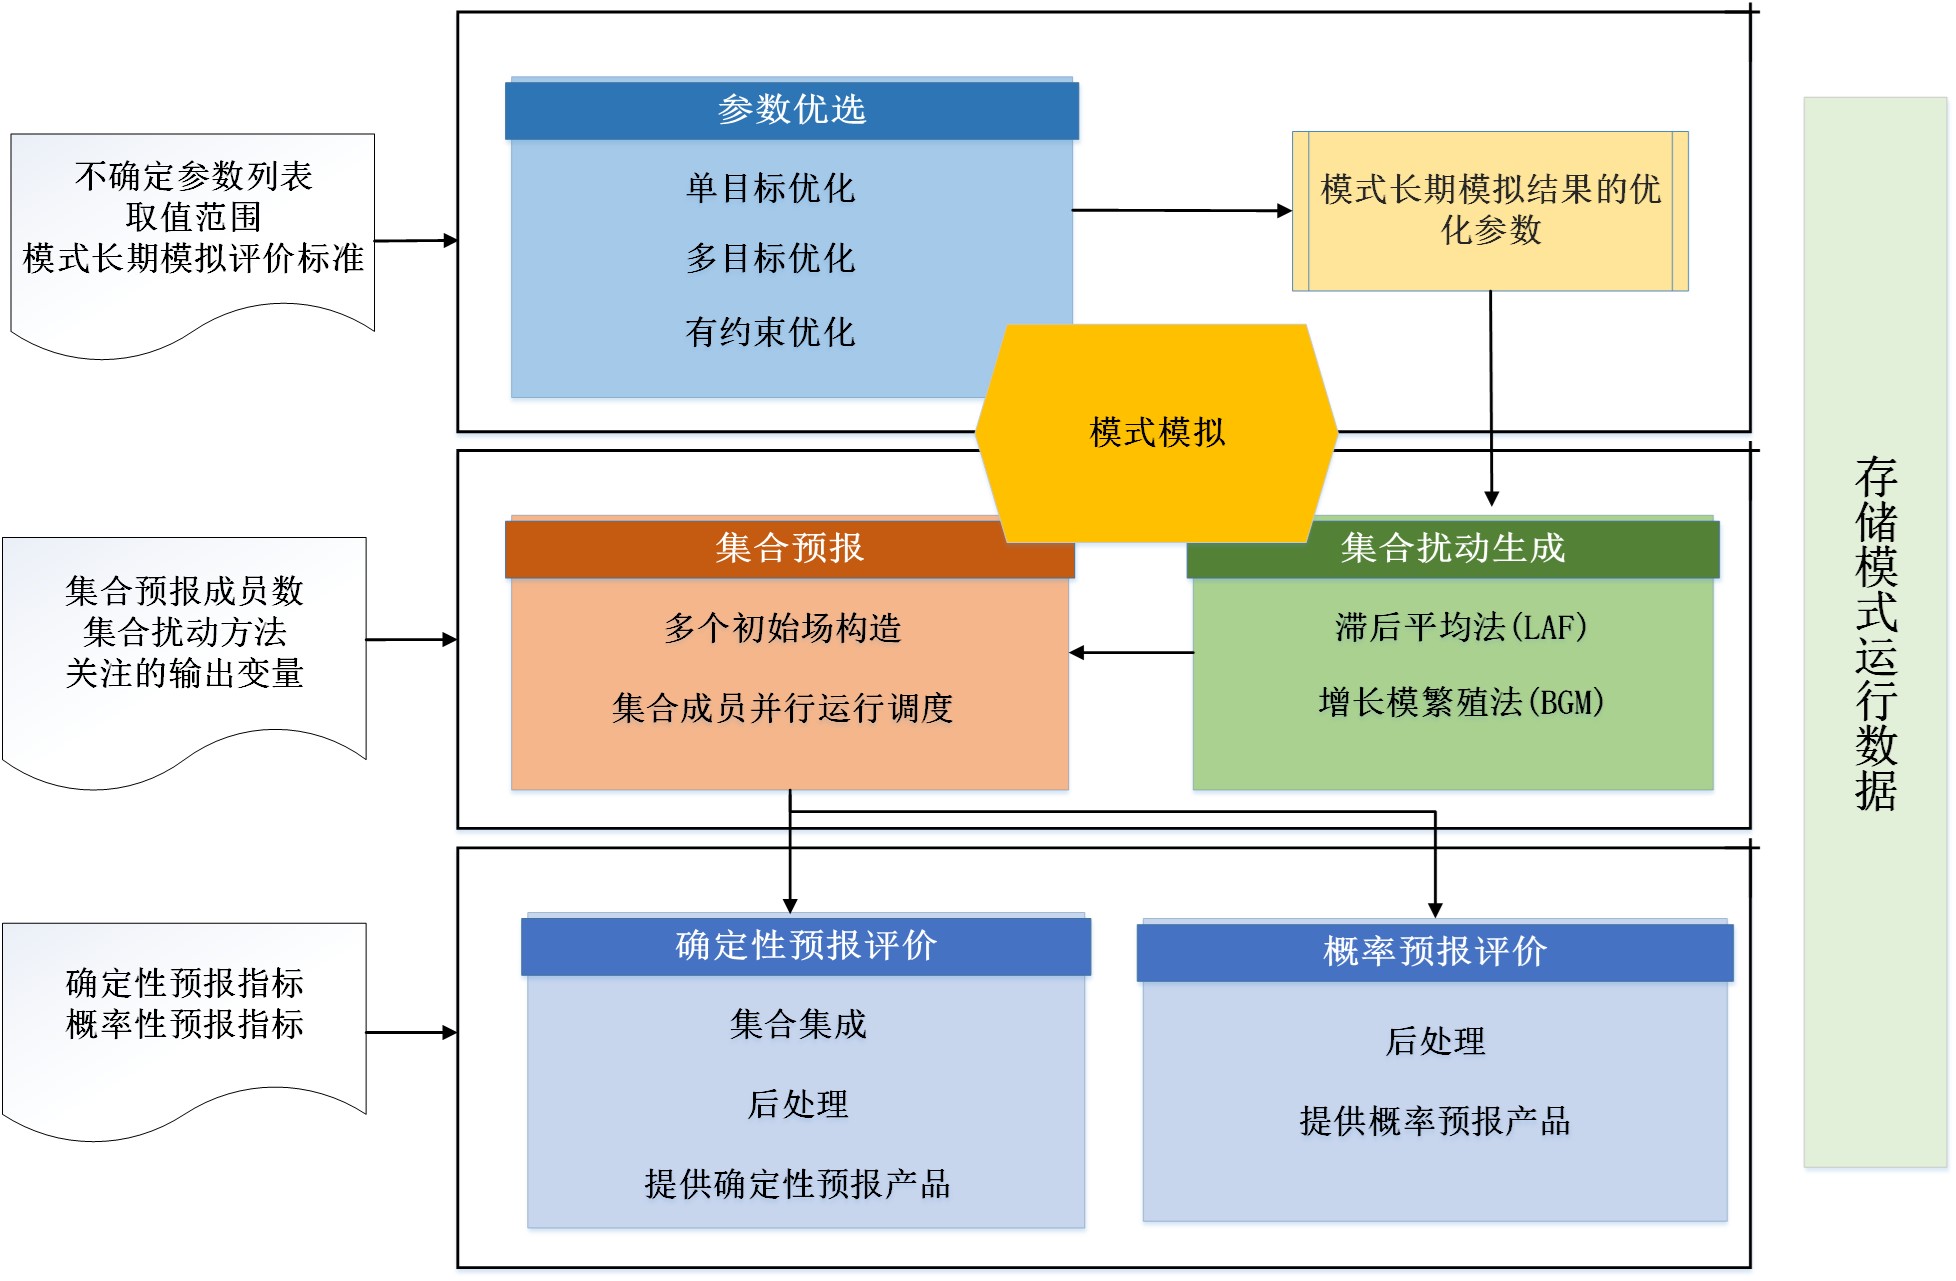 不确定参数列表
取值范围
模式长期模拟评价标准
参数优选
单目标优化
多目标优化
有约束优化
模式长期模拟结果的优
化参数
模式模拟
集合预报成员数
集合扰动方法
关注的输出变量
集合预报
多个初始场构造
集合成员并行运行调度
集合扰动生成
滞后平均法(LAF)
增长模繁殖法(BGM)
确定性预报指标
概率性预报指标
确定性预报评价
集合集成
后处理
提供确定性预报产品
概率预报评价
后处理
提供概率预报产品
存储模式运行数据